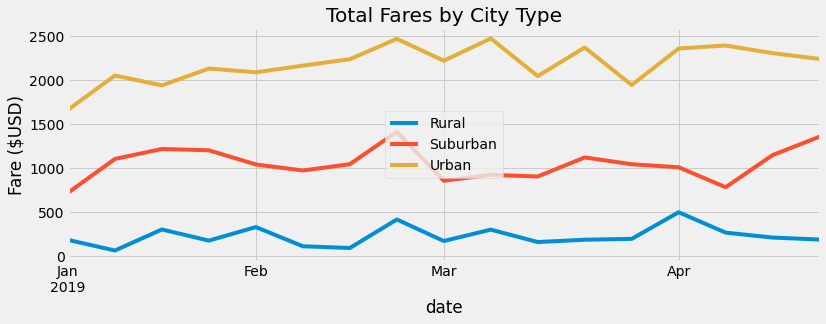 Total Fares by City Type
Fare ($USD)
2500
2000
1500
1000
500
0
Rural
Suburban
Urban
Jan
2019
Feb
Mar
Apr
date